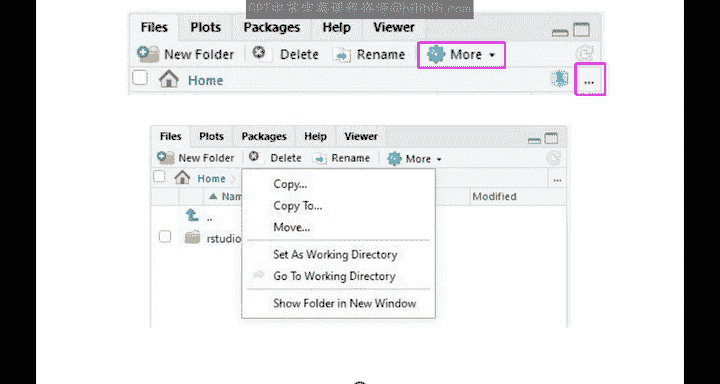 Files Plots Packages Help Viewer
New Folder Delete Rename More
Home ...
Files Plots Packages Help Viewer
New Folder Delete Rename More
Home ...
Nam Modified
Copy...
..
Copy To...
Move...
rstudio
Set As Working Directory
Go To Working Directory
Show Folder in New Window